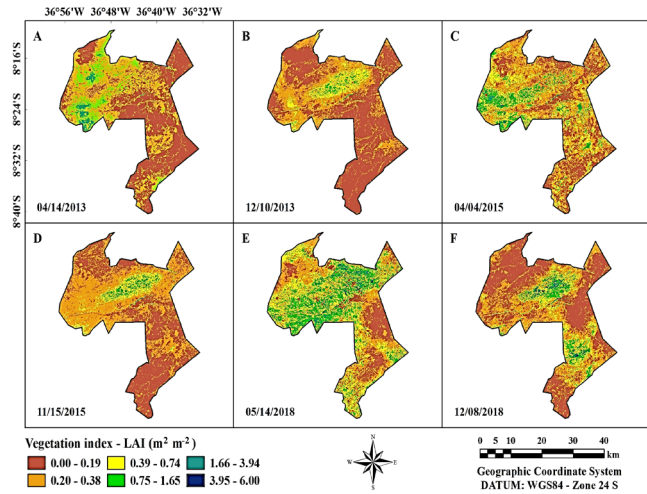 36°56'W 36°48'W 36°40'W 36°32'W
8°16'S
8°24'S
8°32'S
8°40'S
A
04/14/2013
B
12/10/2013
C
04/04/2015
D
11/15/2015
E
05/14/2018
F
12/08/2018
Vegetation index - LAI (m² m⁻²)
0.00 - 0.19 0.39 - 0.74 1.66 - 3.94
0.20 - 0.38 0.75 - 1.65 3.95 - 6.00
N
W E
S
0 5 10 20 30 40
km
Geographic Coordinate System
DATUM: WGS84 - Zone 24 S